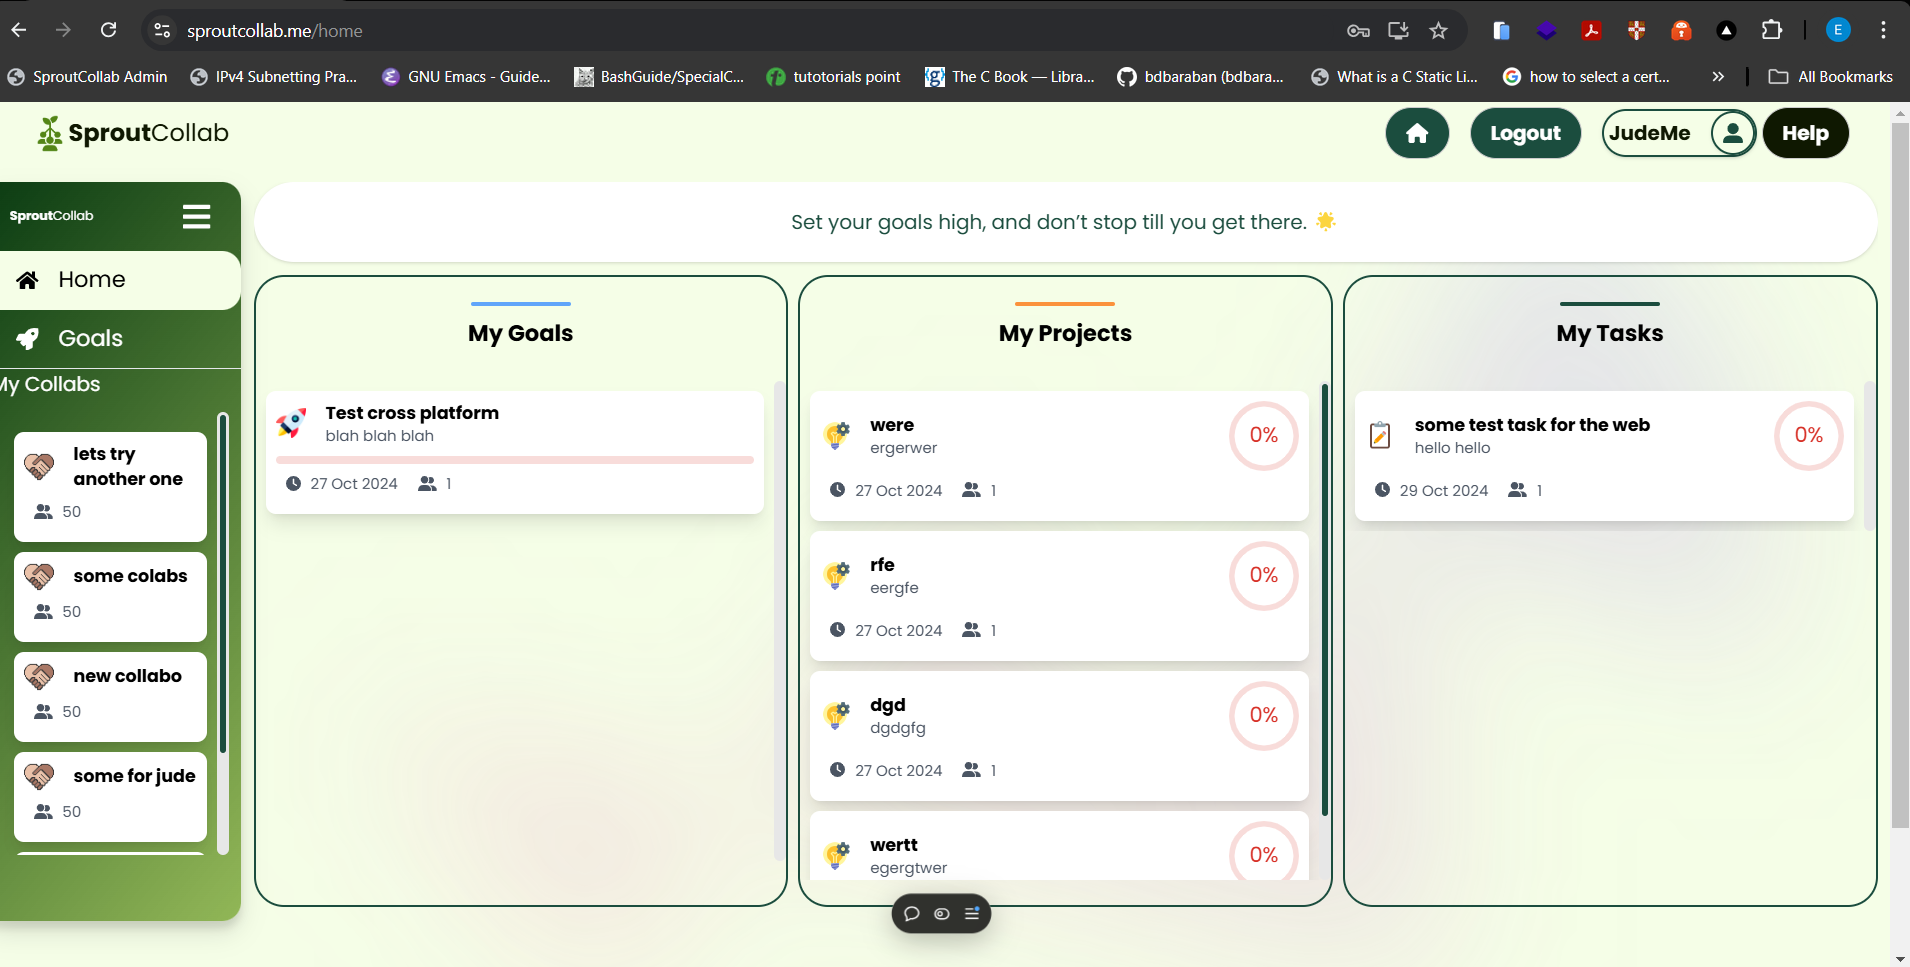 sproutcollab.me/home
E
SproutCollab Admin
IPv4 Subnetting Pra...
GNU Emacs - Guide...
BashGuide/SpecialC...
tutotorials point
The C Book — Libra...
bdbaraban (bdbara...
What is a C Static Li...
how to select a cert...
All Bookmarks
SproutCollab
Logout
JudeMe
Help
SproutCollab
Home
Goals
My Collabs
lets try
another one
50
some colabs
50
new collabo
50
some for jude
50
Set your goals high, and don’t stop till you get there.
My Goals
Test cross platform
blah blah blah
27 Oct 2024 1
My Projects
were
ergerwer
0%
27 Oct 2024 1
rfe
eergfe
0%
27 Oct 2024 1
dgd
dgdgfg
0%
27 Oct 2024 1
wertt
egergtwer
0%
My Tasks
some test task for the web
hello hello
0%
29 Oct 2024 1